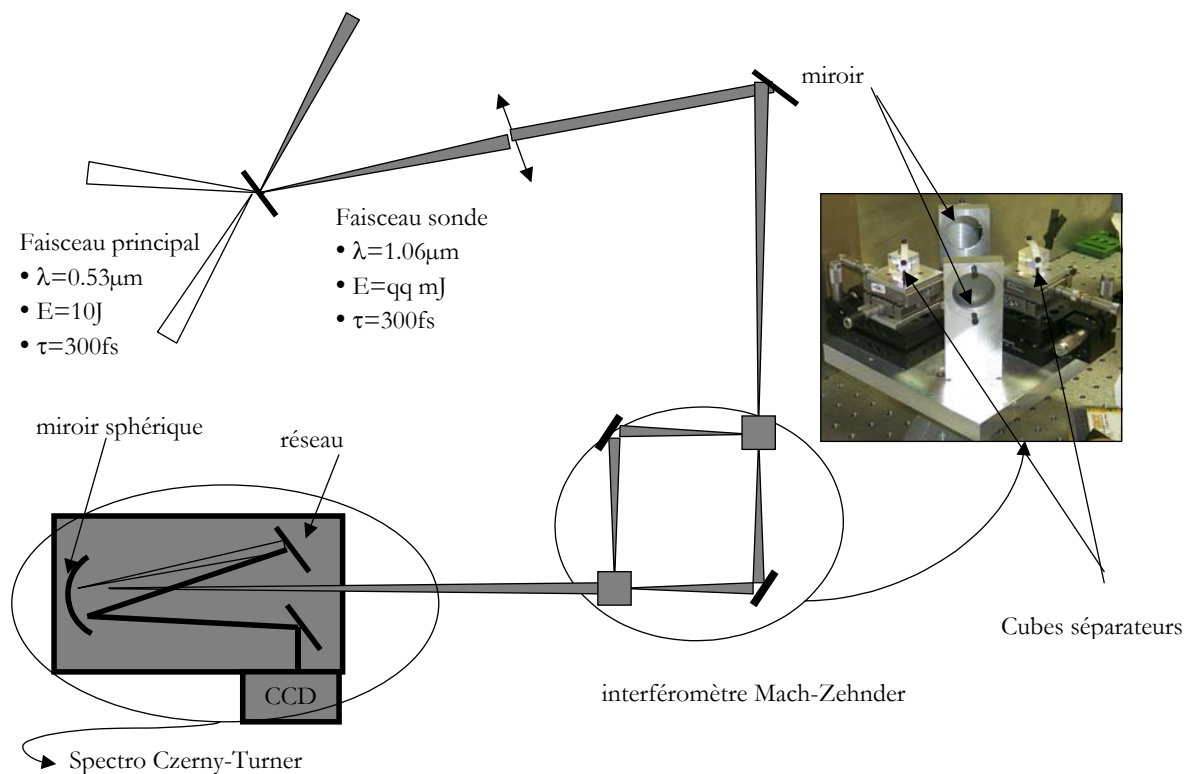 miroir
Faisceau sonde
• λ=1.06μm
• E=qq mJ
• τ=300fs
Faisceau principal
• λ=0.53μm
• E=10J
• τ=300fs
miroir sphérique
réseau
Cubes séparateurs
interféromètre Mach-Zehnder
CCD
Spectro Czerny-Turner